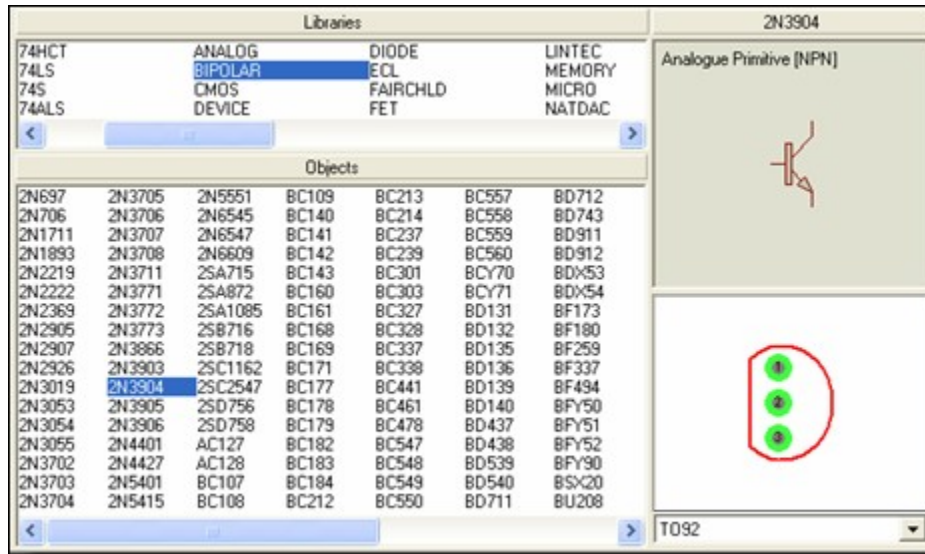 Libraries
74HCT ANALOG DIODE LINTEC
74LS BIPOLAR ECL MEMORY
74S CMOS FAIRCHLD MICRO
74ALS DEVICE FET NATDAC
Objects
2N697 2N3705 2N5551 BC109 BC213 BC557 BD712
2N706 2N3706 2N6545 BC140 BC214 BC558 BD743
2N1711 2N3707 2N6547 BC141 BC237 BC559 BD911
2N1893 2N3708 2N6609 BC142 BC239 BC560 BD912
2N2219 2N3711 2SA715 BC143 BC301 BCY70 BDX53
2N2222 2N3771 2SA872 BC160 BC303 BCY71 BDX54
2N2369 2N3772 2SA1085 BC161 BC327 BD131 BF173
2N2905 2N3773 2SB716 BC168 BC328 BD132 BF180
2N2907 2N3866 2SB718 BC169 BC337 BD135 BF259
2N2926 2N3903 2SC1162 BC171 BC338 BD136 BF337
2N3019 2N3904 2SC2547 BC177 BC441 BD139 BF494
2N3053 2N3905 2SD756 BC178 BC461 BD140 BFY50
2N3054 2N3906 2SD758 BC179 BC478 BD437 BFY51
2N3055 2N4401 AC127 BC182 BC547 BD438 BFY52
2N3702 2N4427 AC128 BC183 BC548 BD539 BFY90
2N3703 2N5401 BC107 BC184 BC549 BD540 BSX20
2N3704 2N5415 BC108 BC212 BC550 BD711 BU208
2N3904
Analogue Primitive [NPN]
1
2
3
TO92